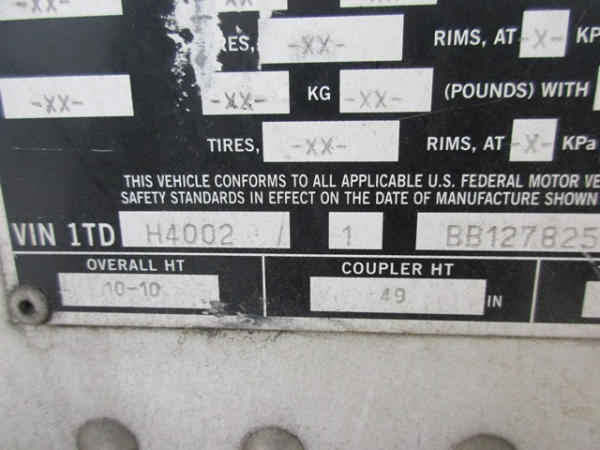 -XX- -XX- -XX-
RES, -XX- RIMS, AT -X- KP
-XX- -XX- KG -XX- (POUNDS) WITH
TIRES, -XX- RIMS, AT -X- KPa
THIS VEHICLE CONFORMS TO ALL APPLICABLE U.S. FEDERAL MOTOR VE
SAFETY STANDARDS IN EFFECT ON THE DATE OF MANUFACTURE SHOWN
VIN 1TD H4002 / 1 BB127825
OVERALL HT COUPLER HT
10-10 49 IN